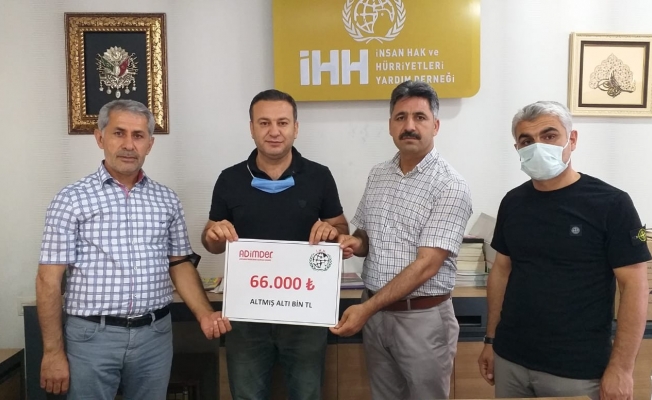 İHH
İNSAN HAK ve
HÜRRİYETLERİ
YARDIM DERNEĞİ
ADiMDer
66.000 ₺
ALTMIŞ ALTI BİN TL